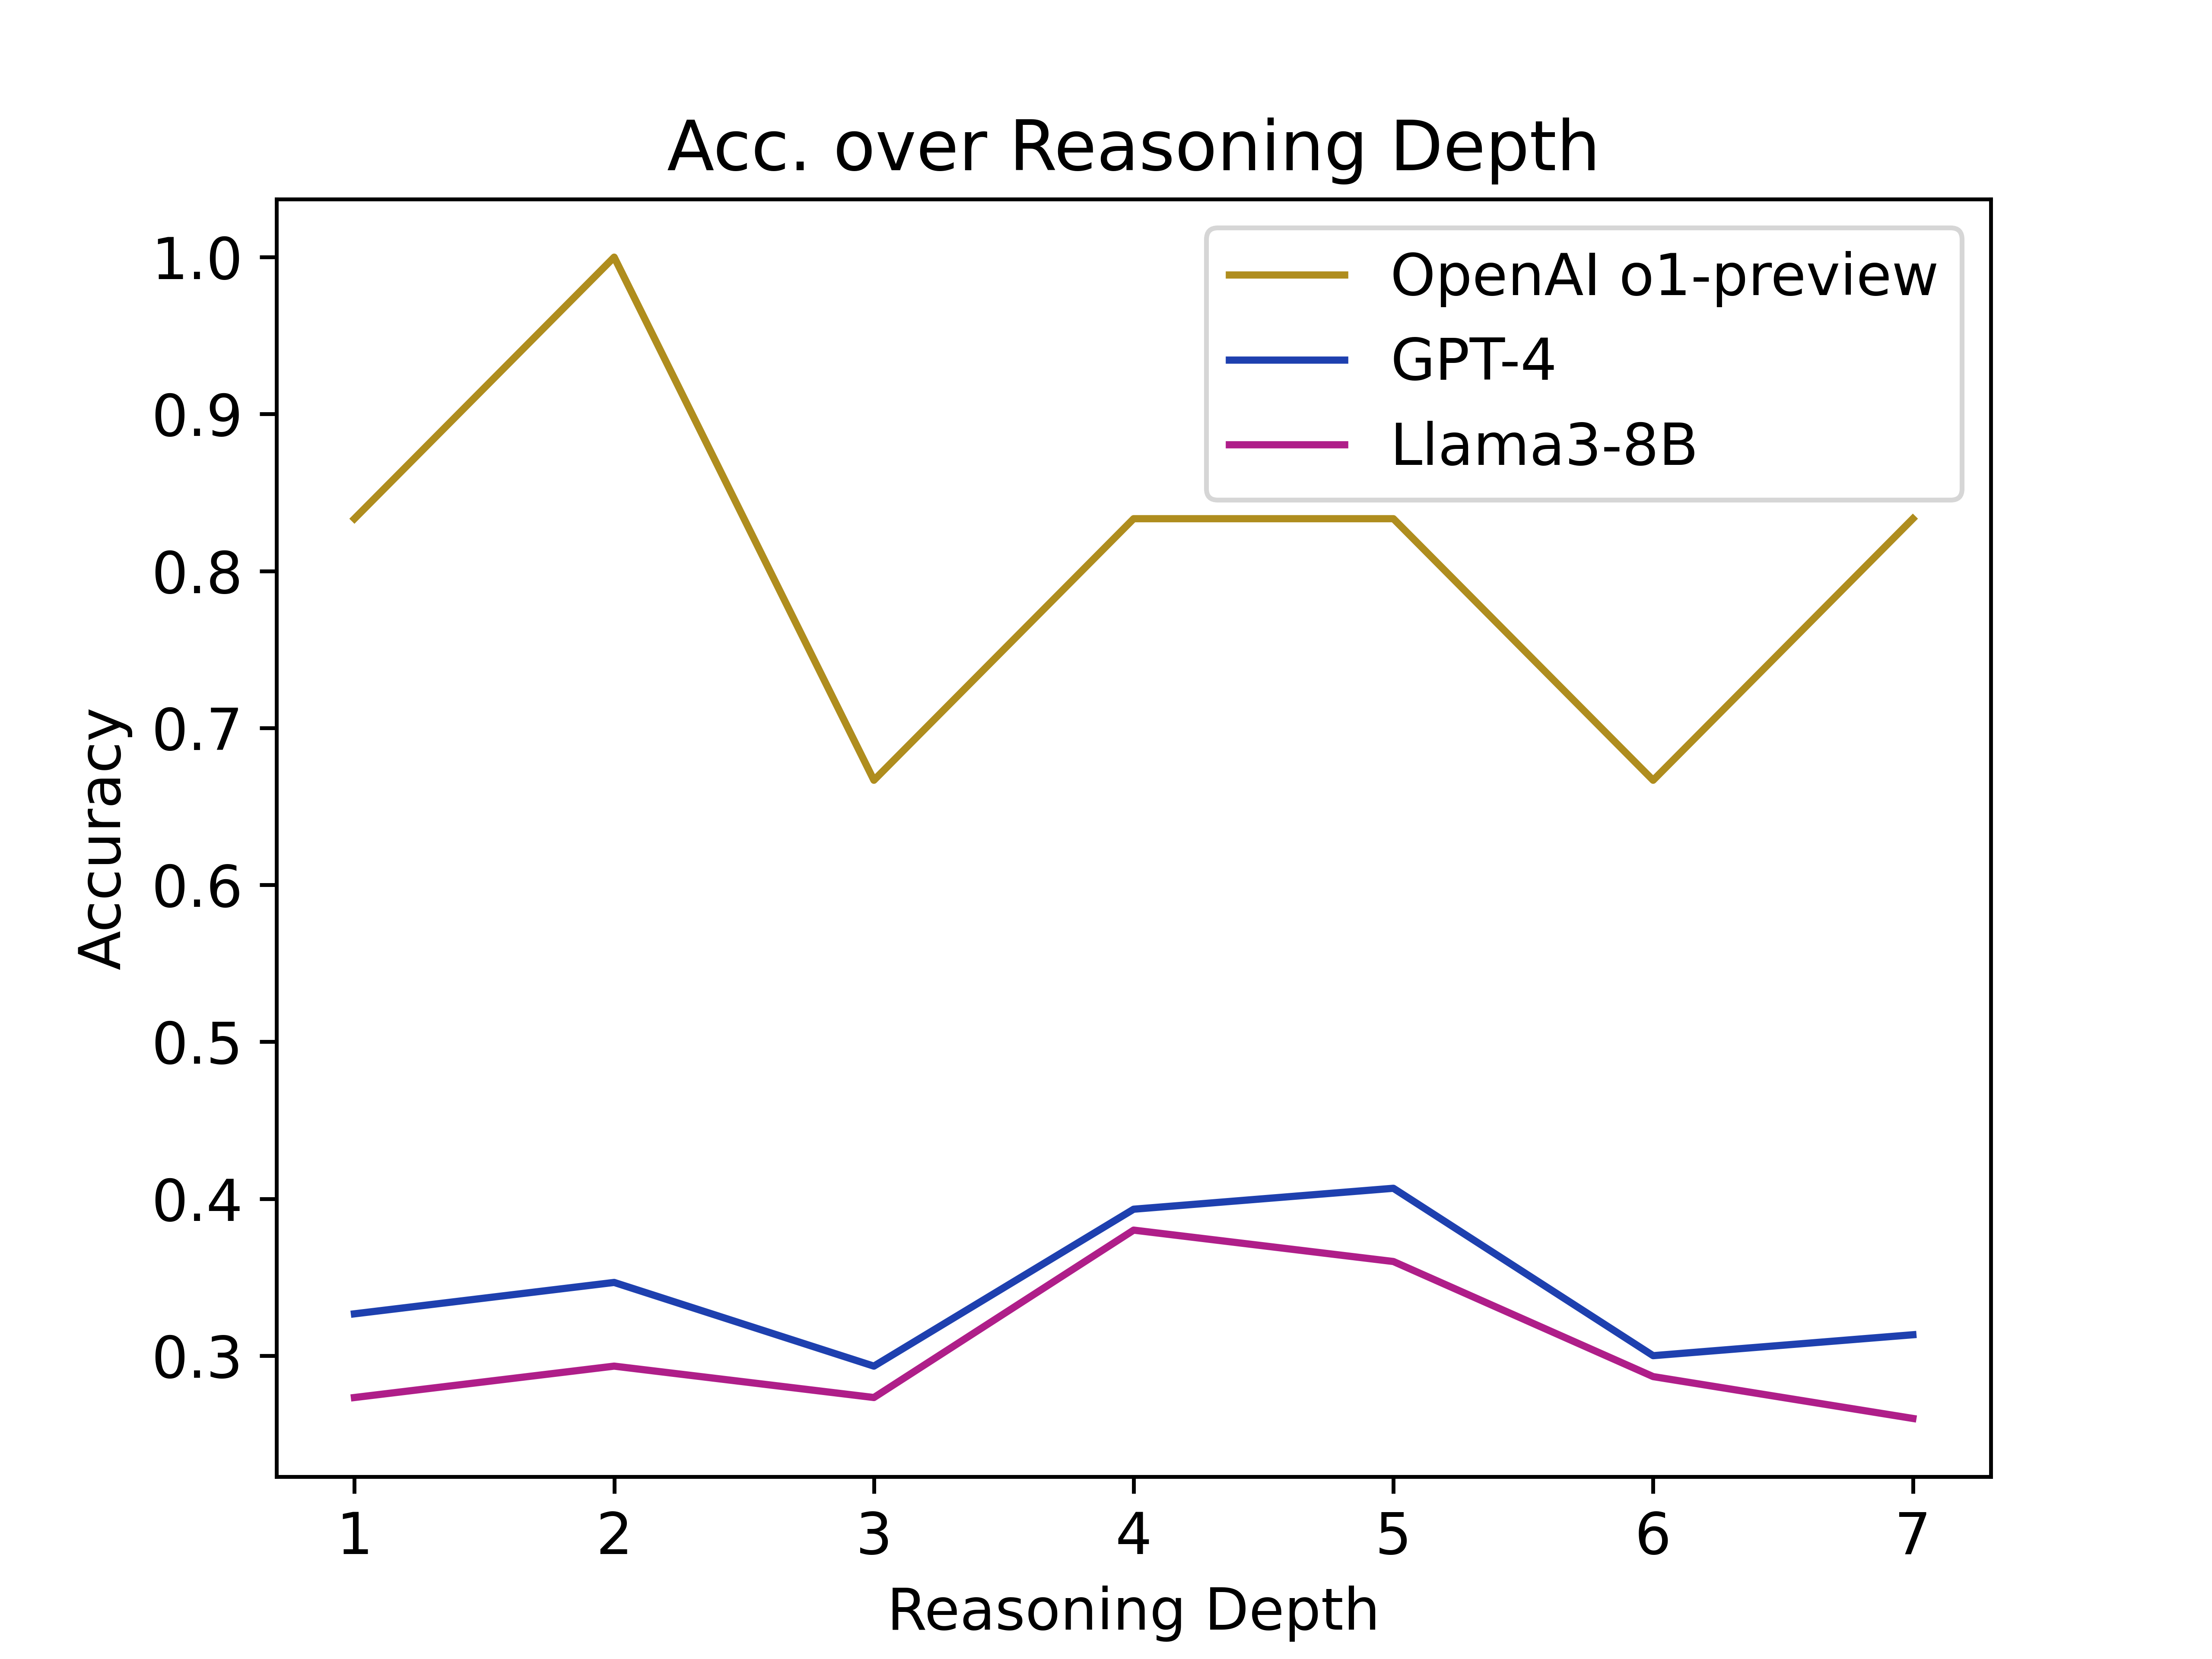 Acc. over Reasoning Depth
OpenAI o1-preview
GPT-4
Llama3-8B
Accuracy
1.0
0.9
0.8
0.7
0.6
0.5
0.4
0.3
1 2 3 4 5 6 7
Reasoning Depth